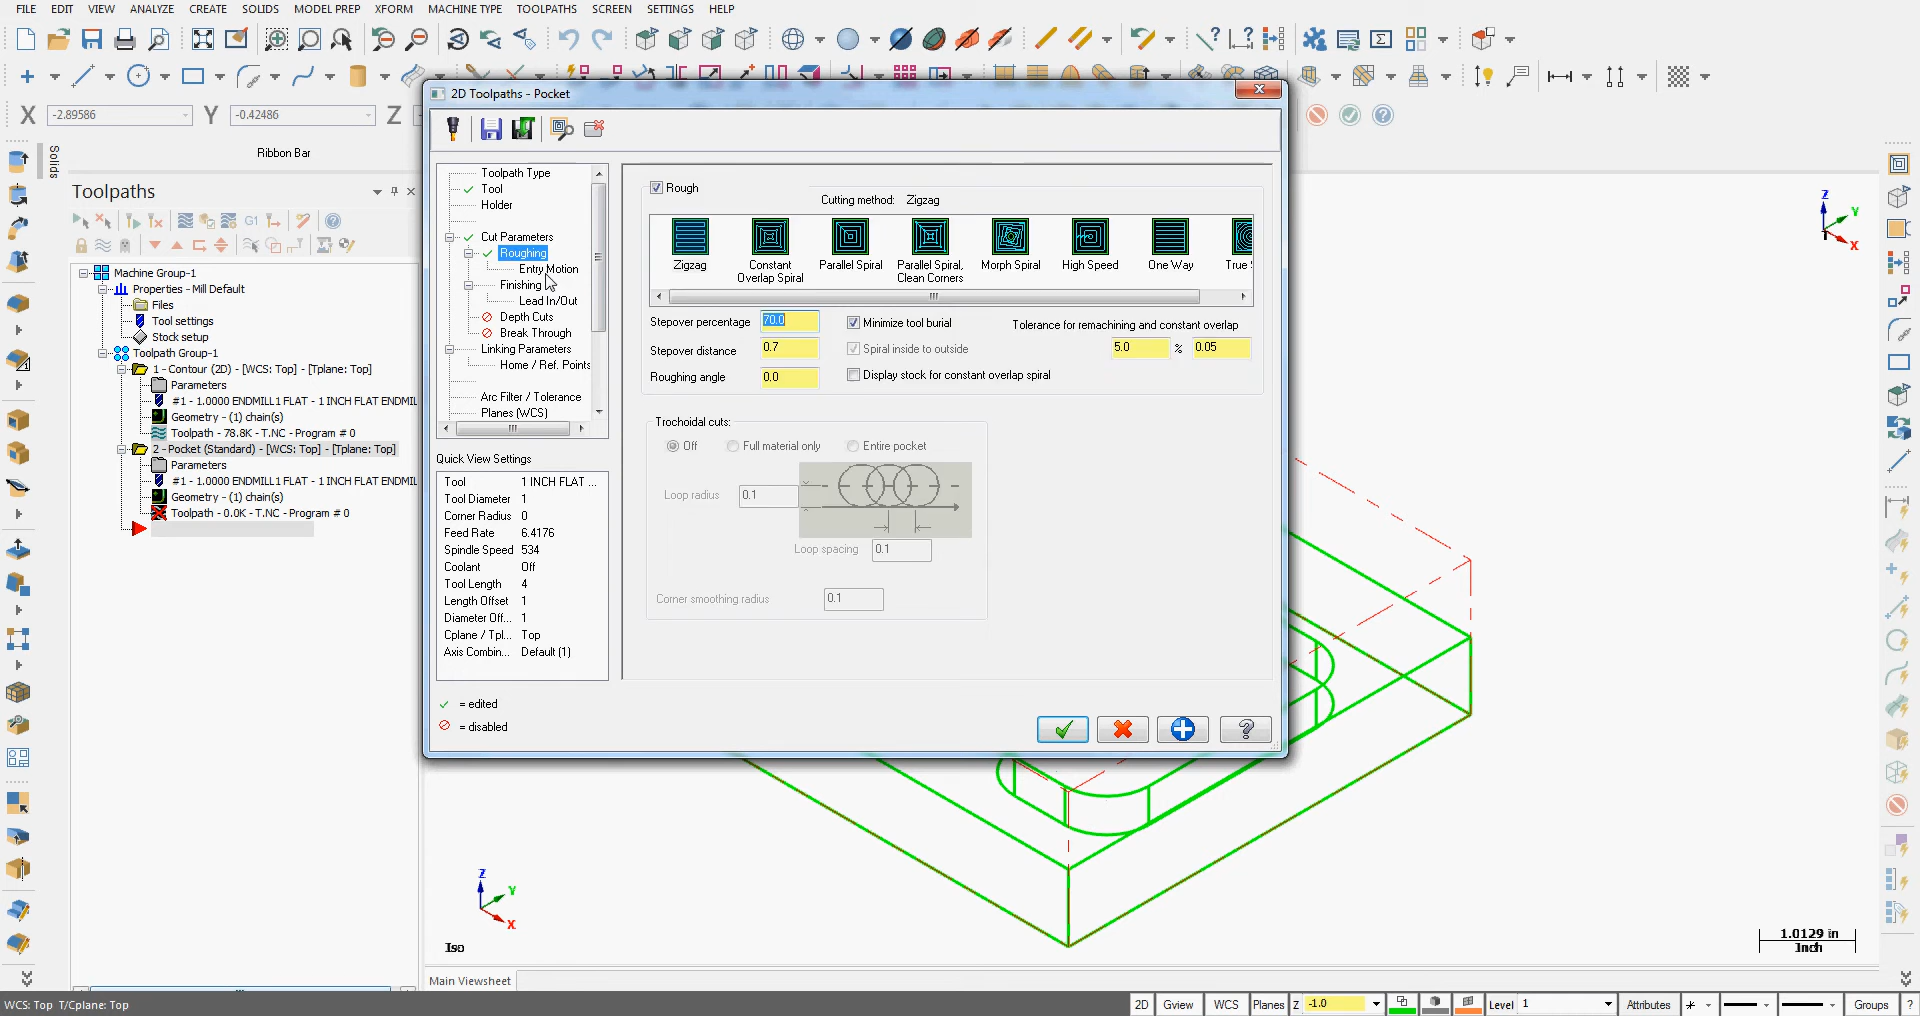 FILE EDIT VIEW ANALYZE CREATE SOLIDS MODEL PREP XFORM MACHINE TYPE TOOLPATHS SCREEN SETTINGS HELP
2D Toolpaths - Pocket
X -2.89586 Y -0.42486 Z
Ribbon Bar
Solids
Toolpaths
G1
Machine Group-1
Properties - Mill Default
Files
Tool settings
Stock setup
Toolpath Group-1
1 - Contour (2D) - [WCS: Top] - [Tplane: Top]
Parameters
#1 - 1.0000 ENDMILL1 FLAT - 1 INCH FLAT ENDMIL
Geometry - (1) chain(s)
Toolpath - 78.8K - T.NC - Program # 0
2 - Pocket (Standard) - [WCS: Top] - [Tplane: Top]
Parameters
#1 - 1.0000 ENDMILL1 FLAT - 1 INCH FLAT ENDMIL
Geometry - (1) chain(s)
Toolpath - 0.0K - T.NC - Program # 0
Toolpath Type
Tool
Holder
Cut Parameters
Roughing
Entry Motion
Finishing
Lead In/Out
Depth Cuts
Break Through
Linking Parameters
Home / Ref. Points
Arc Filter / Tolerance
Planes (WCS)
Quick View Settings
Tool 1 INCH FLAT ...
Tool Diameter 1
Corner Radius 0
Feed Rate 6.4176
Spindle Speed 534
Coolant Off
Tool Length 4
Length Offset 1
Diameter Off... 1
Cplane / Tpl... Top
Axis Combin... Default (1)
= edited
= disabled
Rough
Cutting method: Zigzag
Zigzag
Constant Overlap Spiral
Parallel Spiral
Parallel Spiral, Clean Corners
Morph Spiral
High Speed
One Way
True S
Stepover percentage 70.0
Minimize tool burial
Tolerance for remachining and constant overlap
Stepover distance 0.7
Spiral inside to outside
5.0 % 0.05
Roughing angle 0.0
Display stock for constant overlap spiral
Trochoidal cuts:
Off Full material only Entire pocket
Loop radius 0.1
Loop spacing 0.1
Corner smoothing radius 0.1
Z Y X
Z Y X
Iso
1.0129 in
Inch
Main Viewsheet
WCS: Top T/Cplane: Top
2D Gview WCS Planes Z -1.0 Level 1 Attributes Groups ?